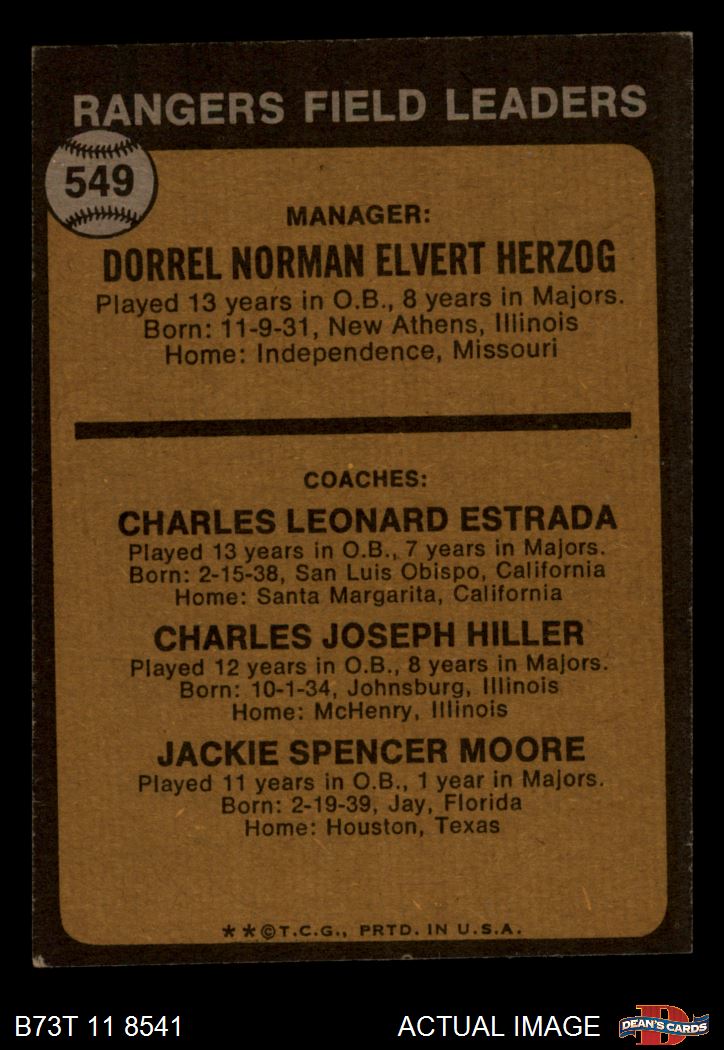 RANGERS FIELD LEADERS
549
MANAGER:
DORREL NORMAN ELVERT HERZOG
Played 13 years in O.B., 8 years in Majors.
Born: 11-9-31, New Athens, Illinois
Home: Independence, Missouri
COACHES:
CHARLES LEONARD ESTRADA
Played 13 years in O.B., 7 years in Majors.
Born: 2-15-38, San Luis Obispo, California
Home: Santa Margarita, California
CHARLES JOSEPH HILLER
Played 12 years in O.B., 8 years in Majors.
Born: 10-1-34, Johnsburg, Illinois
Home: McHenry, Illinois
JACKIE SPENCER MOORE
Played 11 years in O.B., 1 year in Majors.
Born: 2-19-39, Jay, Florida
Home: Houston, Texas
**©T.C.G., PRTD. IN U.S.A.
B73T 11 8541 ACTUAL IMAGE
D
DEAN'S CARDS